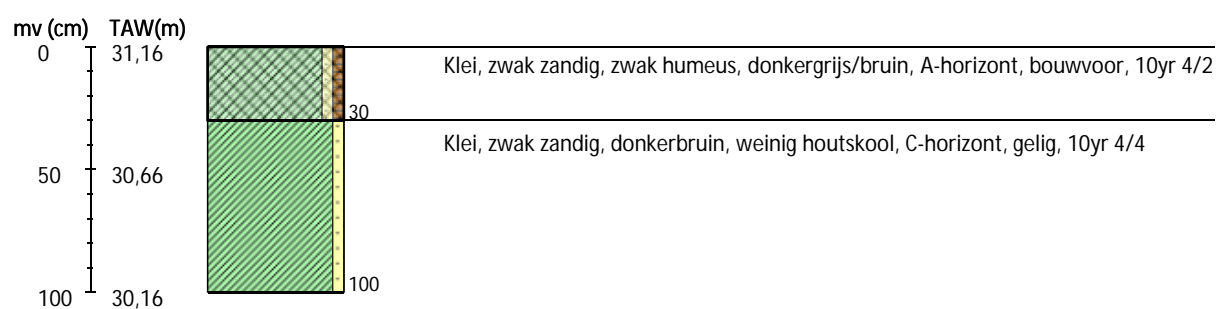 mv (cm) TAW(m)
0 31,16
Klei, zwak zandig, zwak humeus, donkergrijs/bruin, A-horizont, bouwvoor, 10yr 4/2
30
Klei, zwak zandig, donkerbruin, weinig houtskool, C-horizont, gelig, 10yr 4/4
50 30,66
100
100 30,16